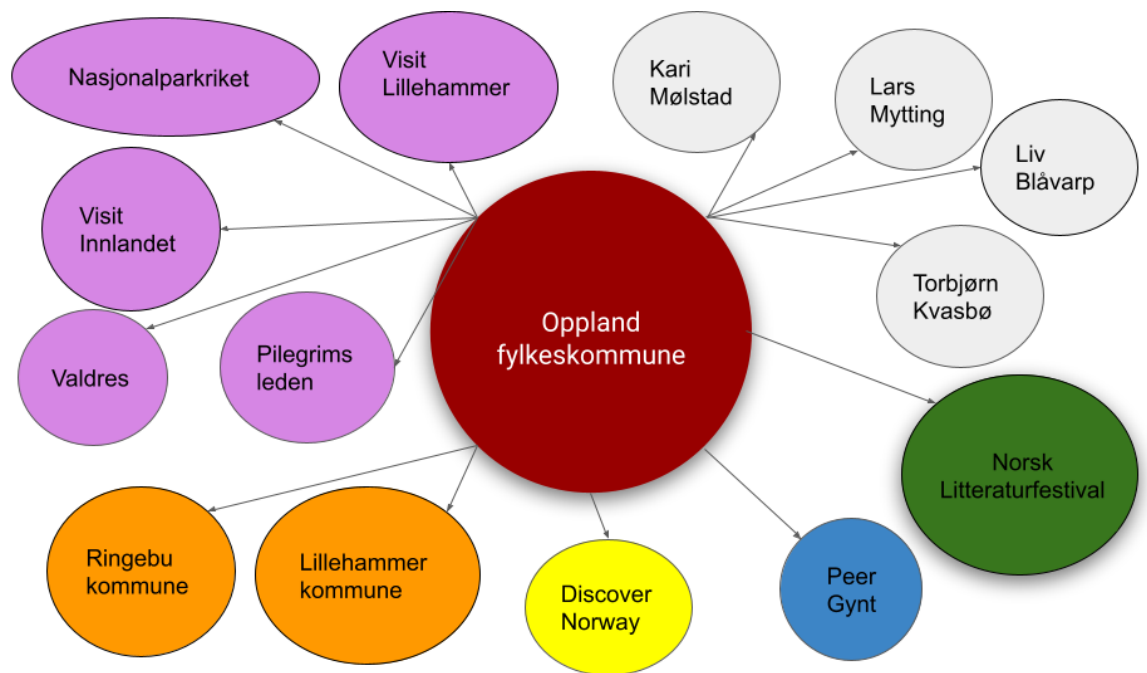 Nasjonalparkriket
Visit
Lillehammer
Kari
Mølstad
Lars
Mytting
Liv
Blåvarp
Visit
Innlandet
Torbjørn
Kvasbø
Oppland
fylkeskommune
Valdres
Pilegrims
leden
Norsk
Litteraturfestival
Ringebu
kommune
Lillehammer
kommune
Discover
Norway
Peer
Gynt